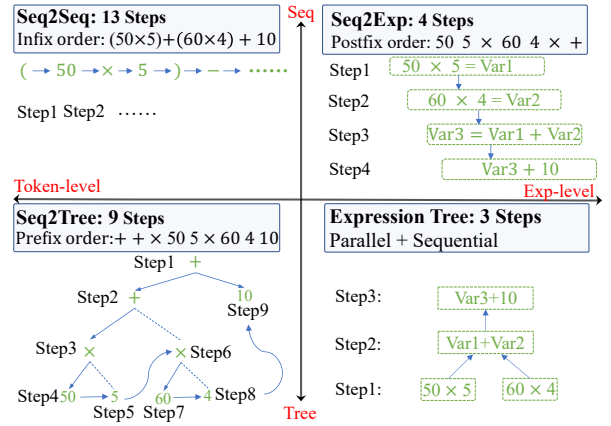 Seq
Seq2Seq: 13 Steps
Infix order: (50×5)+(60×4) + 10
( 50 × 5 ) − ⋯⋯
Step1 Step2 ⋯⋯
Seq2Exp: 4 Steps
Postfix order: 50 5 × 60 4 × +
Step1 50 × 5 = Var1
Step2 60 × 4 = Var2
Step3 Var3 = Var1 + Var2
Step4 Var3 + 10
Token-level
Exp-level
Seq2Tree: 9 Steps
Prefix order: + + × 50 5 × 60 4 10
Step1 +
Step2 + 10
Step9
Step3 × × Step6
Step4 50 5 60 4 Step8
Step5 Step7
Expression Tree: 3 Steps
Parallel + Sequential
Step3: Var3+10
Step2: Var1+Var2
Step1: 50 × 5 60 × 4
Tree